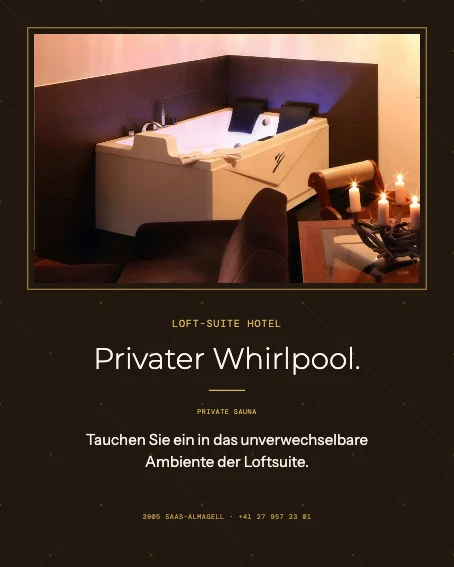 LOFT-SUITE HOTEL
Privater Whirlpool.
PRIVATE SAUNA
Tauchen Sie ein in das unverwechselbare
Ambiente der Loftsuite.
3905 SAAS-ALMAGELL · +41 27 957 23 01